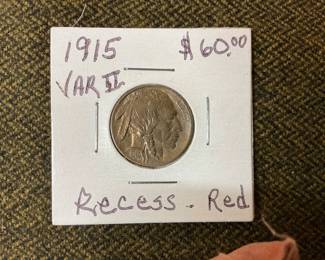 1915 $60.00
VAR II
Recess - Red